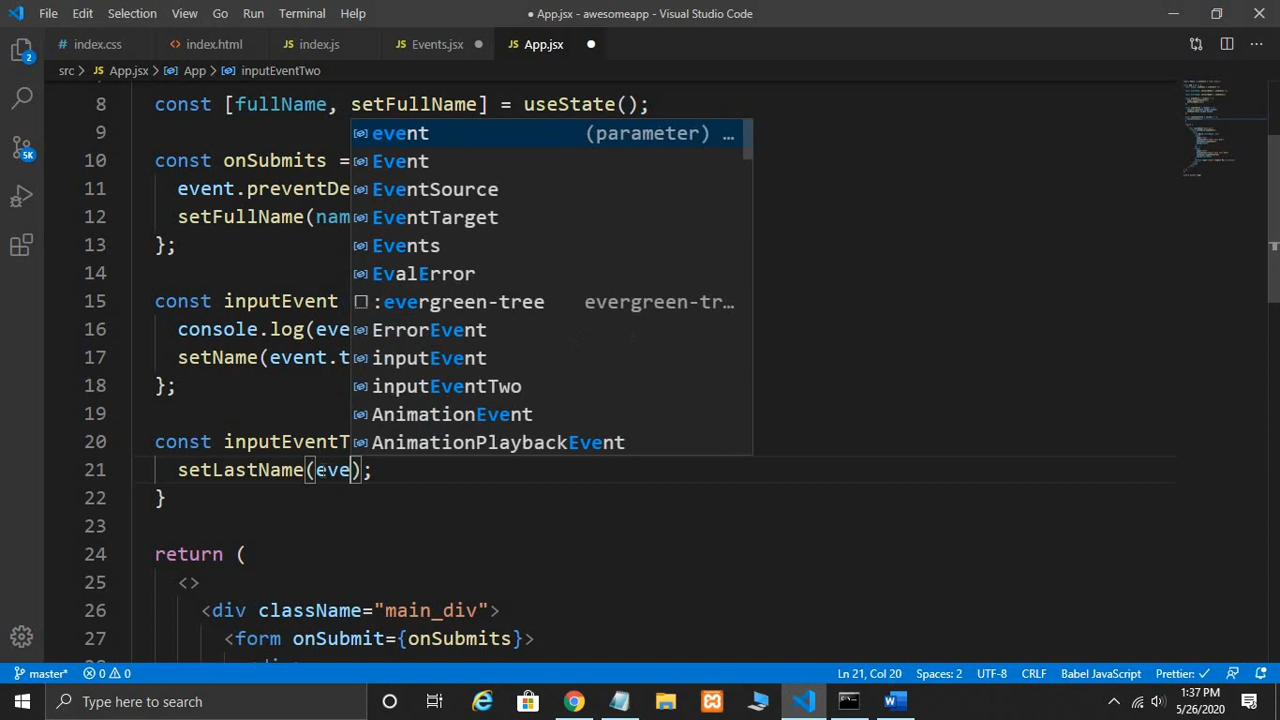 File Edit Selection View Go Run Terminal Help ● App.jsx - awesomeapp - Visual Studio Code
index.css index.html JS index.js JS Events.jsx JS App.jsx
src > JS App.jsx > App > inputEventTwo
8 const [fullName, setFullName] = useState();
9
event (parameter) …
10 const onSubmits =
Event
11 event.preventDe
EventSource
12 setFullName(nam
EventTarget
13 };
Events
14
EvalError
15 const inputEvent
:evergreen-tree evergreen-tr…
16 console.log(eve
ErrorEvent
17 setName(event.t
inputEvent
18 };
inputEventTwo
19
AnimationEvent
20 const inputEventT
AnimationPlaybackEvent
21 setLastName(eve);
22 }
23
24 return (
25 <>
26 <div className="main_div">
27 <form onSubmit={onSubmits}>
2
5K
master* 0 0 Ln 21, Col 20 Spaces: 2 UTF-8 CRLF Babel JavaScript Prettier: ✓
Type here to search 1:37 PM
5/26/2020